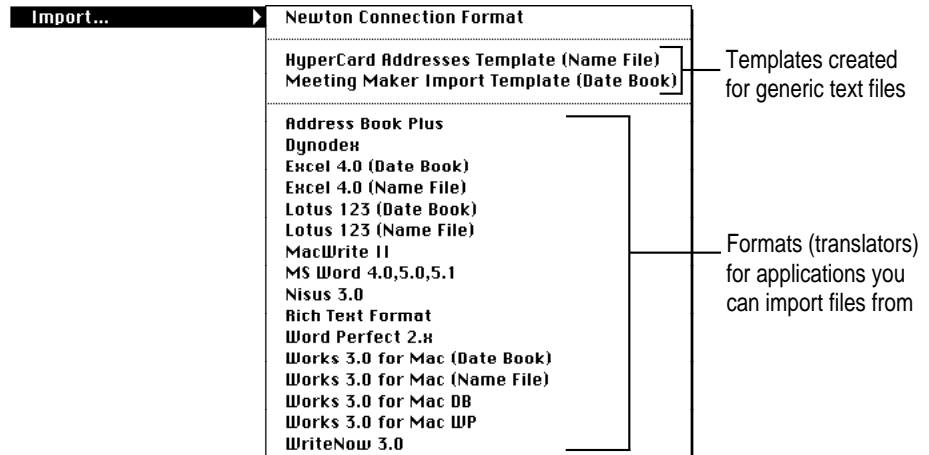 Import...
Newton Connection Format
HyperCard Addresses Template (Name File)
Meeting Maker Import Template (Date Book)
Templates created
for generic text files
Address Book Plus
Dynodex
Excel 4.0 (Date Book)
Excel 4.0 (Name File)
Lotus 123 (Date Book)
Lotus 123 (Name File)
MacWrite II
MS Word 4.0,5.0,5.1
Nisus 3.0
Rich Text Format
Word Perfect 2.x
Works 3.0 for Mac (Date Book)
Works 3.0 for Mac (Name File)
Works 3.0 for Mac DB
Works 3.0 for Mac WP
WriteNow 3.0
Formats (translators)
for applications you
can import files from